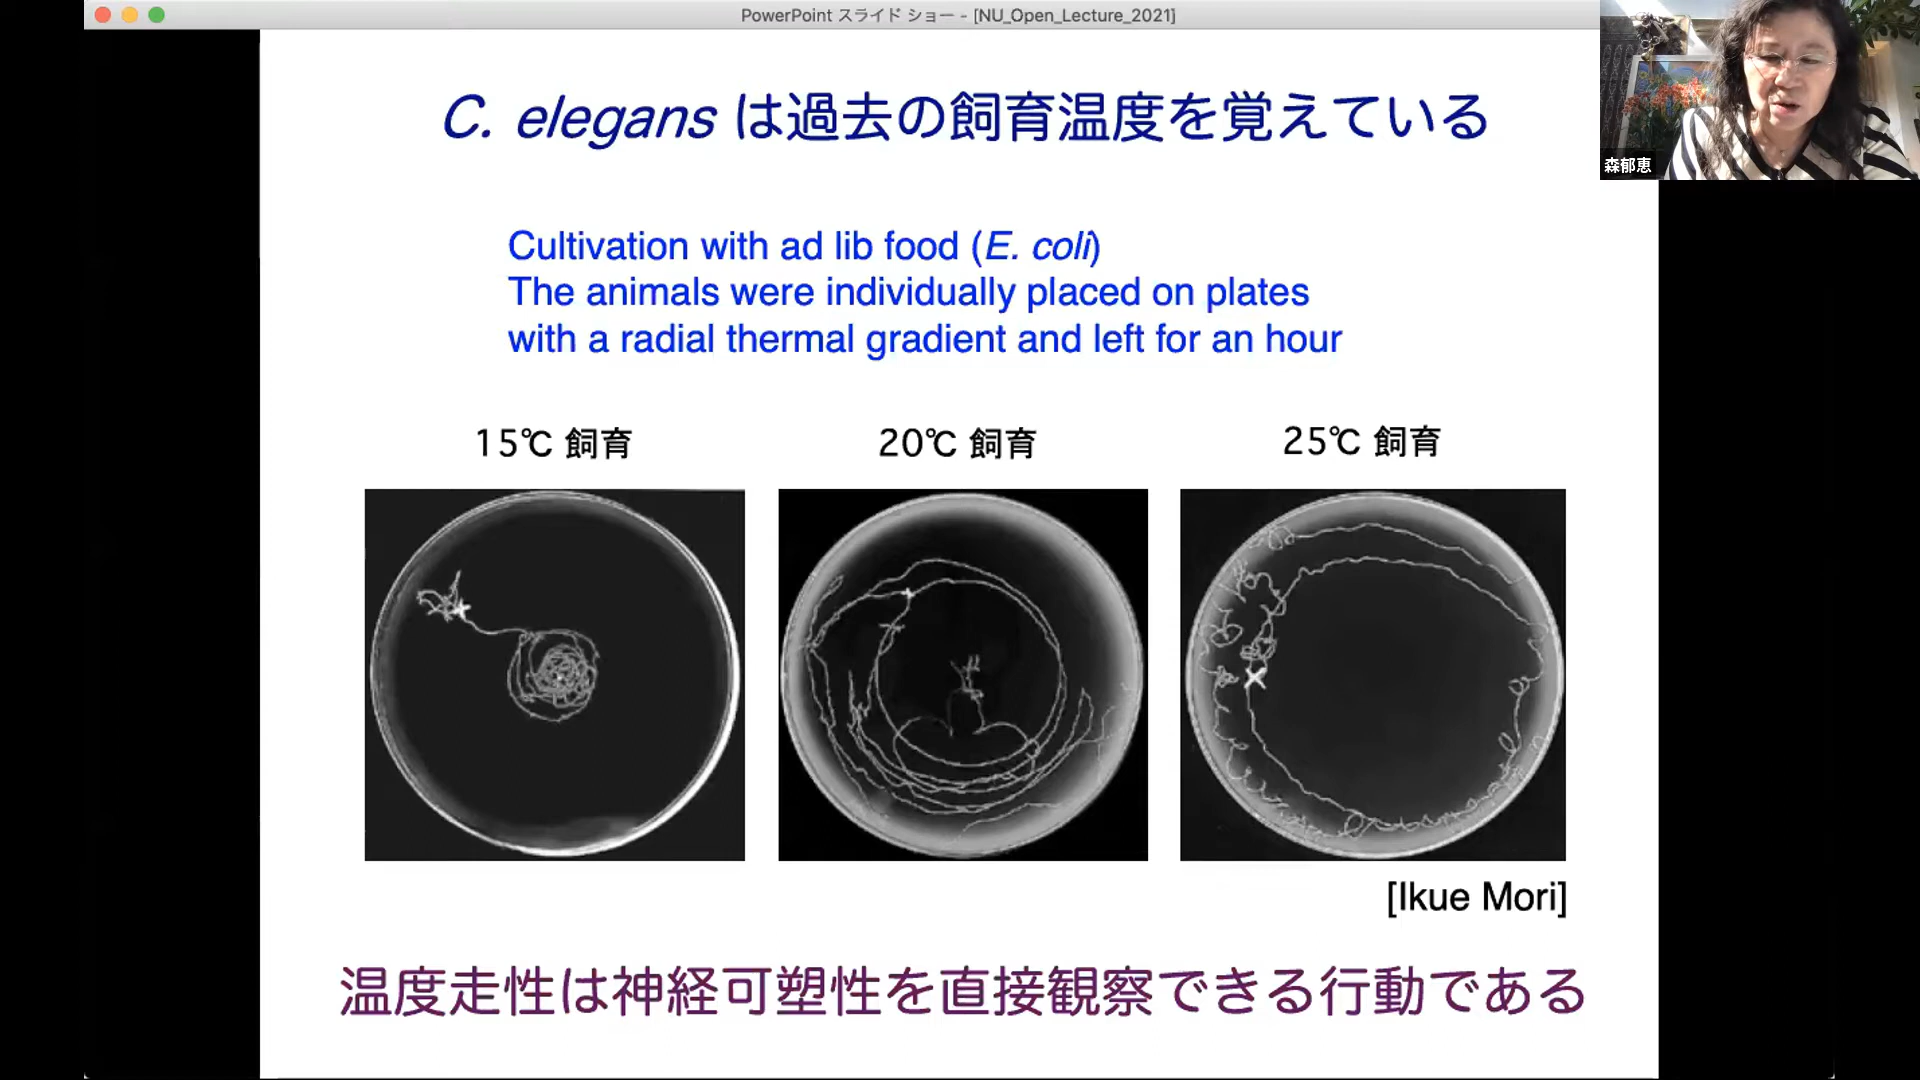 PowerPoint スライド ショー - [NU_Open_Lecture_2021]
森郁恵
C. elegans は過去の飼育温度を覚えている
Cultivation with ad lib food (E. coli)
The animals were individually placed on plates
with a radial thermal gradient and left for an hour
15℃ 飼育
20℃ 飼育
25℃ 飼育
[Ikue Mori]
温度走性は神経可塑性を直接観察できる行動である